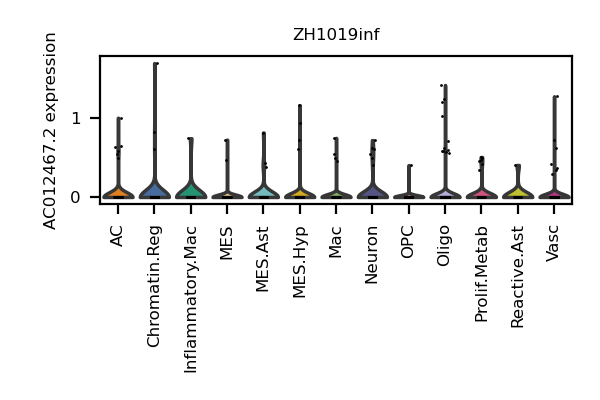 ZH1019inf
AC012467.2 expression
1
0
AC
Chromatin.Reg
Inflammatory.Mac
MES
MES.Ast
MES.Hyp
Mac
Neuron
OPC
Oligo
Prolif.Metab
Reactive.Ast
Vasc